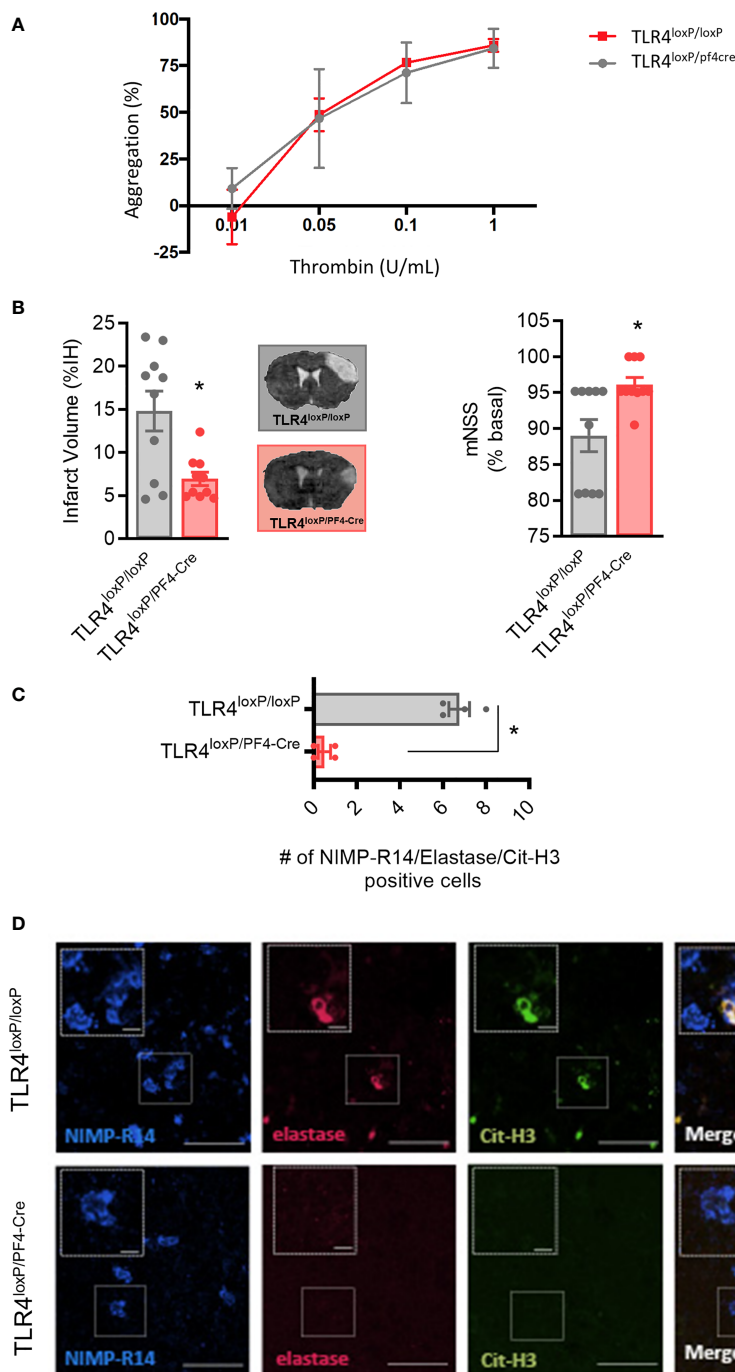 A
100
75
50
25
0
-25
Aggregation (%)
0.01 0.05 0.1 1
Thrombin (U/mL)
TLR4loxP/loxP
TLR4loxP/pf4cre
B
25
20
15
10
5
0
Infarct Volume (%IH)
TLR4loxP/loxP
TLR4loxP/PF4-Cre
*
TLR4loxP/loxP
TLR4loxP/PF4-Cre
105
100
95
90
85
80
75
mNSS
(% basal)
*
TLR4loxP/loxP
TLR4loxP/PF4-Cre
C
TLR4loxP/loxP
TLR4loxP/PF4-Cre
*
0 2 4 6 8 10
# of NIMP-R14/Elastase/Cit-H3
positive cells
D
TLR4loxP/loxP
NIMP-R14 elastase Cit-H3 Merge
TLR4loxP/PF4-Cre
NIMP-R14 elastase Cit-H3 Merge